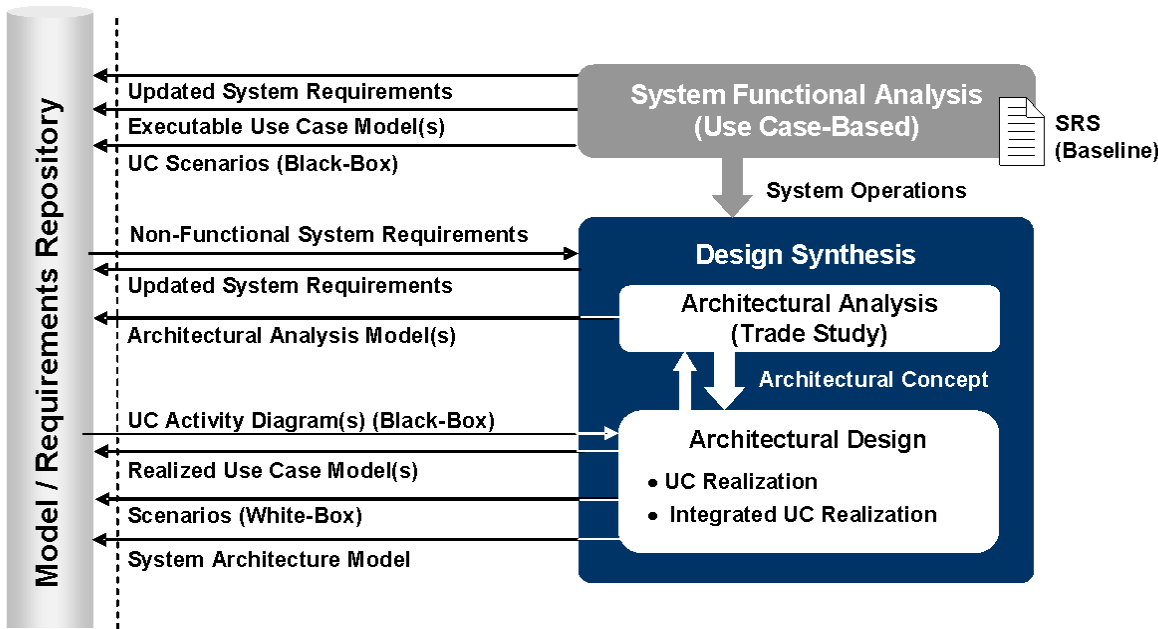 Model / Requirements Repository
Updated System Requirements
Executable Use Case Model(s)
UC Scenarios (Black-Box)
System Functional Analysis
(Use Case-Based)
SRS
(Baseline)
System Operations
Non-Functional System Requirements
Updated System Requirements
Architectural Analysis Model(s)
Design Synthesis
Architectural Analysis
(Trade Study)
Architectural Concept
UC Activity Diagram(s) (Black-Box)
Realized Use Case Model(s)
Scenarios (White-Box)
System Architecture Model
Architectural Design
• UC Realization
• Integrated UC Realization